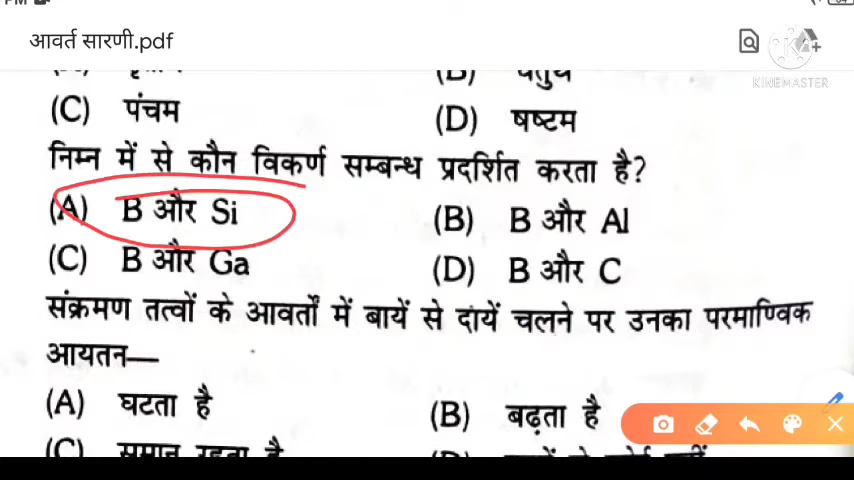 आवर्त सारणी.pdf
KINEMASTER
(C) पंचम (D) षष्टम
निम्न में से कौन विकर्ण सम्बन्ध प्रदर्शित करता है?
(A) B और Si (B) B और Al
(C) B और Ga (D) B और C
संक्रमण तत्वों के आवर्तों में बायें से दायें चलने पर उनका परमाण्विक
आयतन—
(A) घटता है (B) बढ़ता है